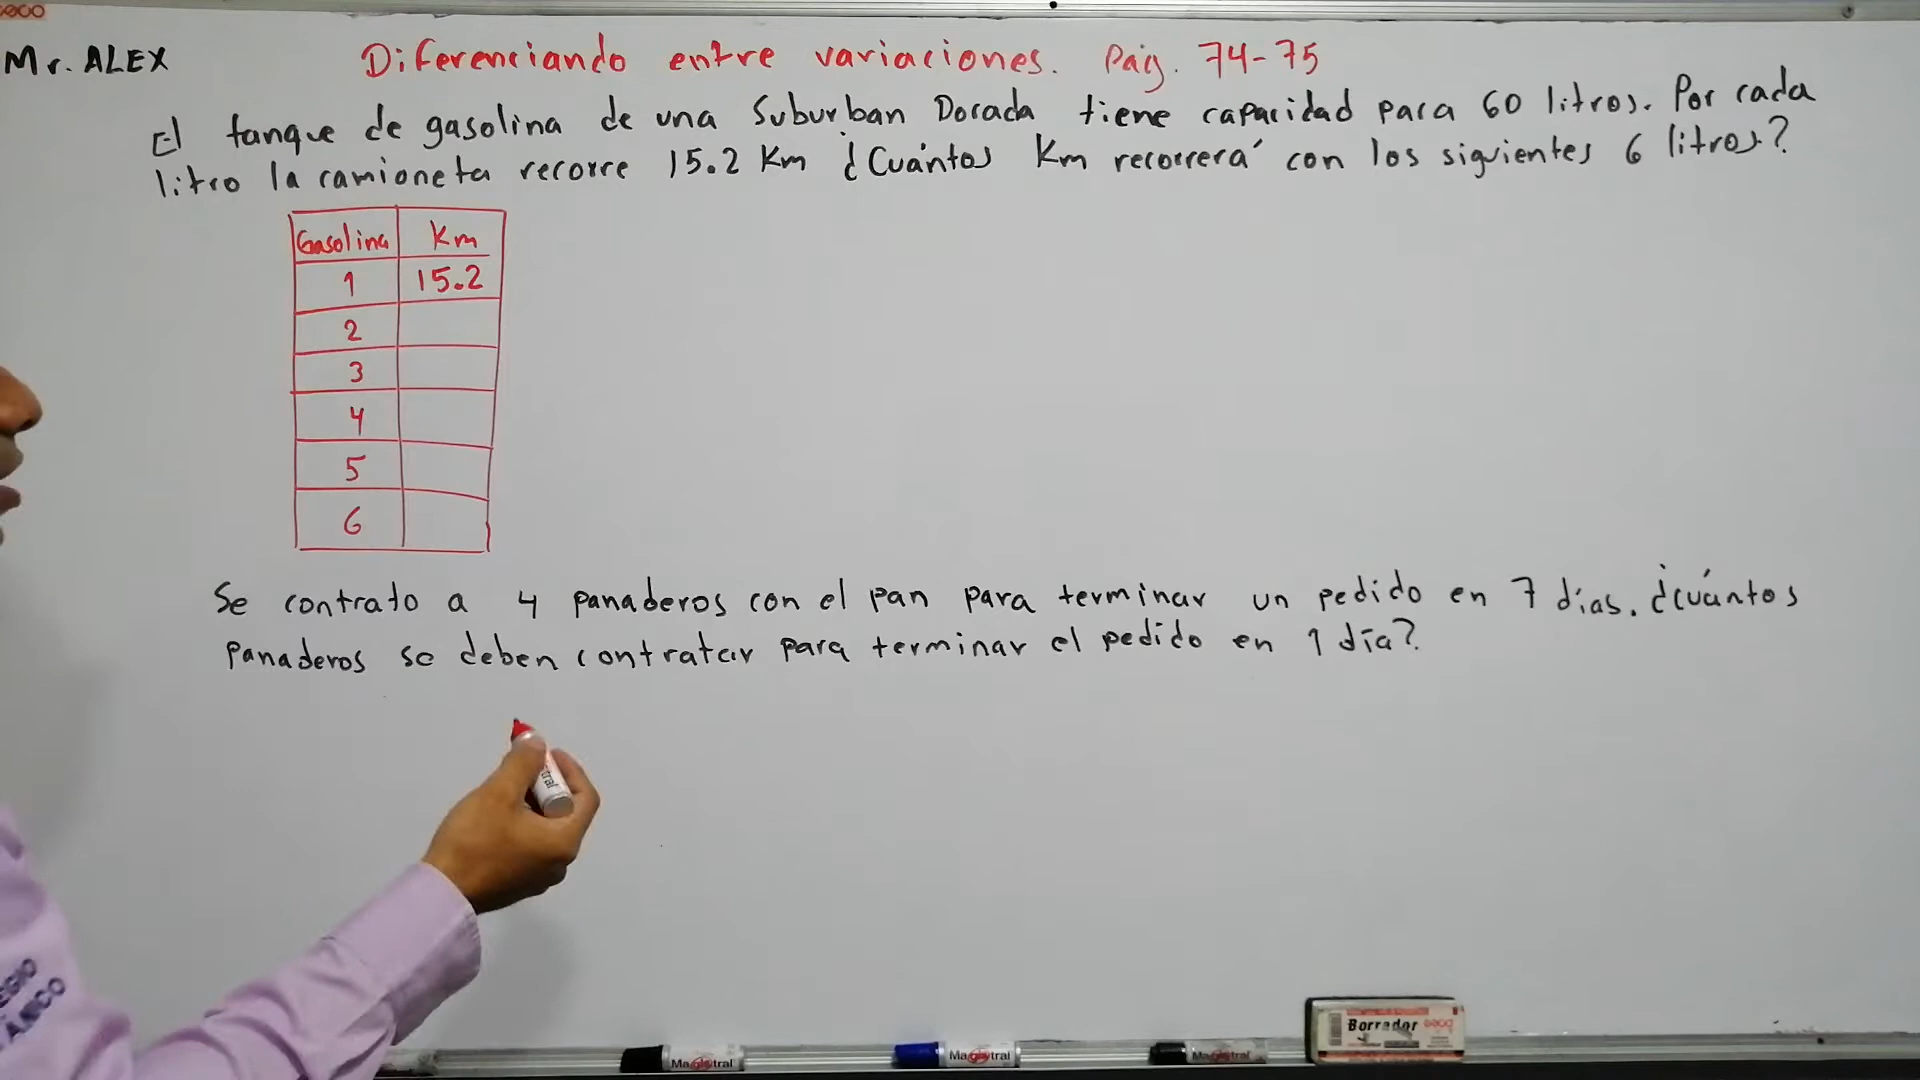 Mr. ALEX
Diferenciando entre variaciones. Pág. 74-75
El tanque de gasolina de una Suburban Dorada tiene capacidad para 60 litros. Por cada
litro la camioneta recorre 15.2 Km ¿Cuántos Km recorrerá con los siguientes 6 litros?
Gasolina Km
1 15.2
2
3
4
5
6
Se contrato a 4 panaderos con el pan para terminar un pedido en 7 días. ¿cuántos
panaderos se deben contratar para terminar el pedido en 1 día?
Magistral
Magistral
Magistral
Borrador